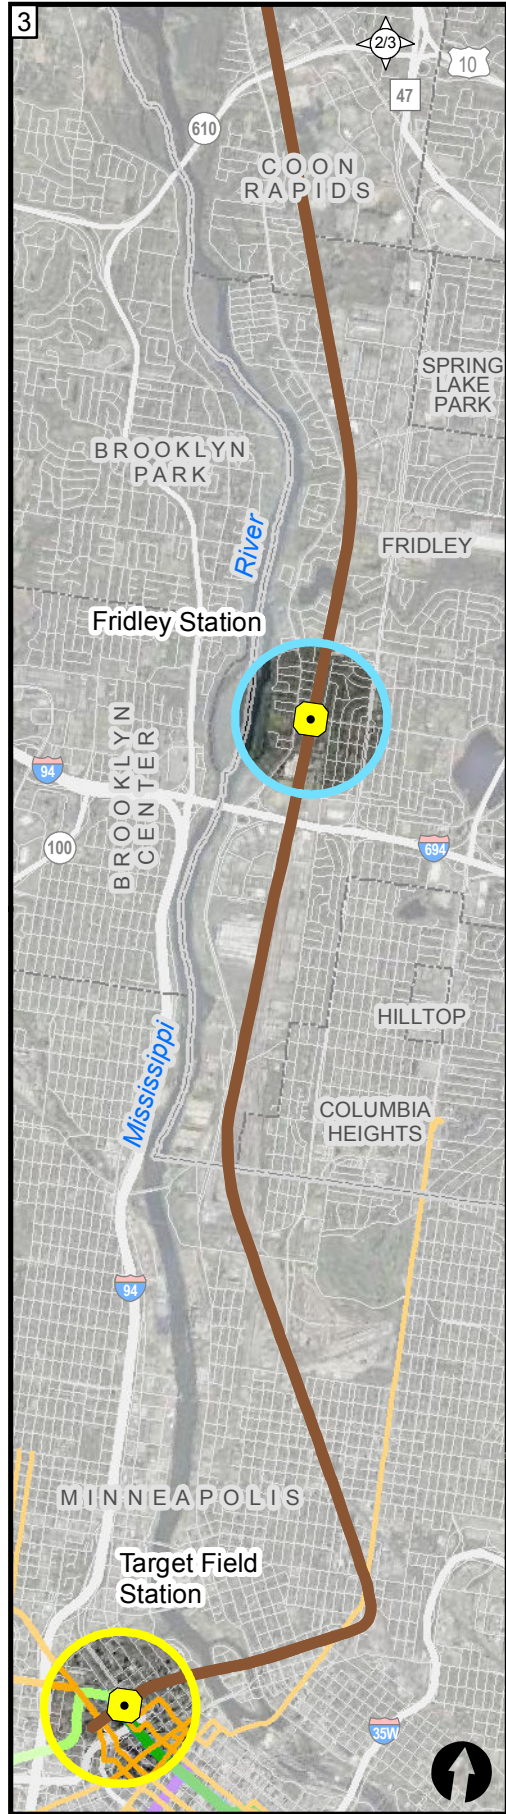 3
2/3
10
47
610
COON
RAPIDS
SPRING
LAKE
PARK
BROOKLYN
PARK
River
FRIDLEY
Fridley Station
BROOKLYN
CENTER
94
100
694
HILLTOP
Mississippi
COLUMBIA
HEIGHTS
94
MINNEAPOLIS
Target Field
Station
35W